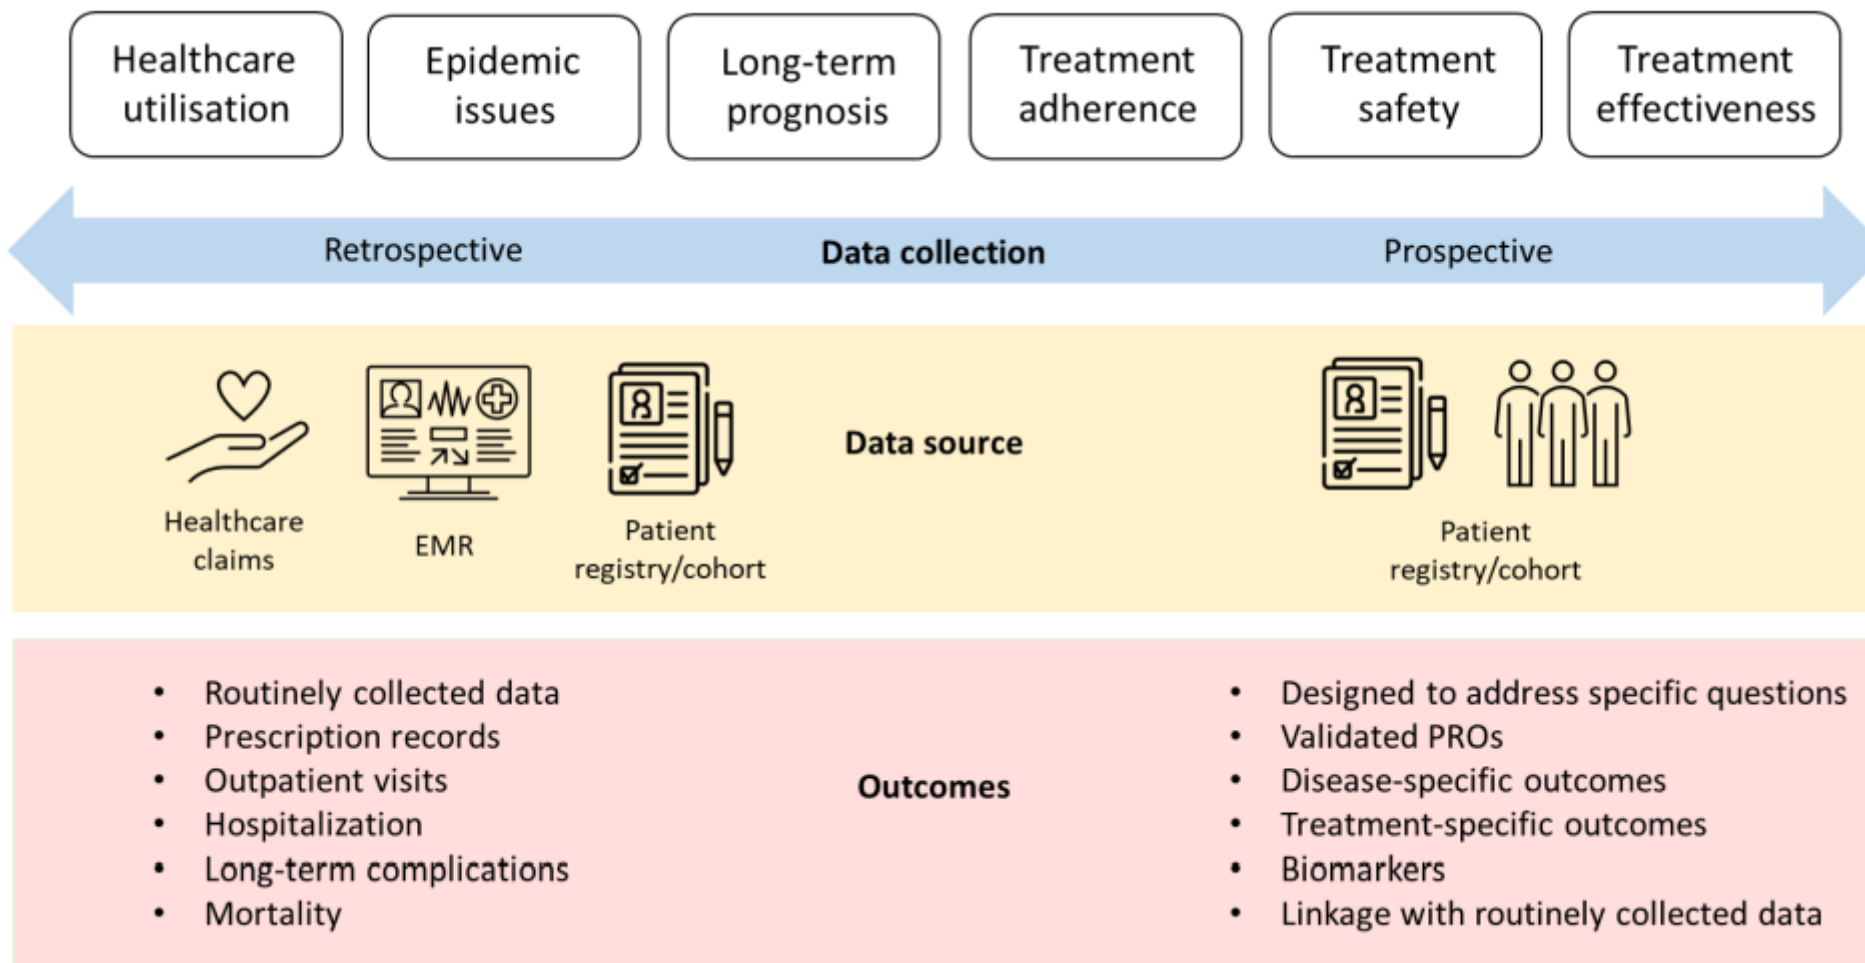 Healthcare
utilisation
Epidemic
issues
Long-term
prognosis
Treatment
adherence
Treatment
safety
Treatment
effectiveness
Retrospective
Data collection
Prospective
Data source
Healthcare
claims
EMR
Patient
registry/cohort
Patient
registry/cohort
• Routinely collected data
• Prescription records
• Outpatient visits
• Hospitalization
• Long-term complications
• Mortality
Outcomes
• Designed to address specific questions
• Validated PROs
• Disease-specific outcomes
• Treatment-specific outcomes
• Biomarkers
• Linkage with routinely collected data